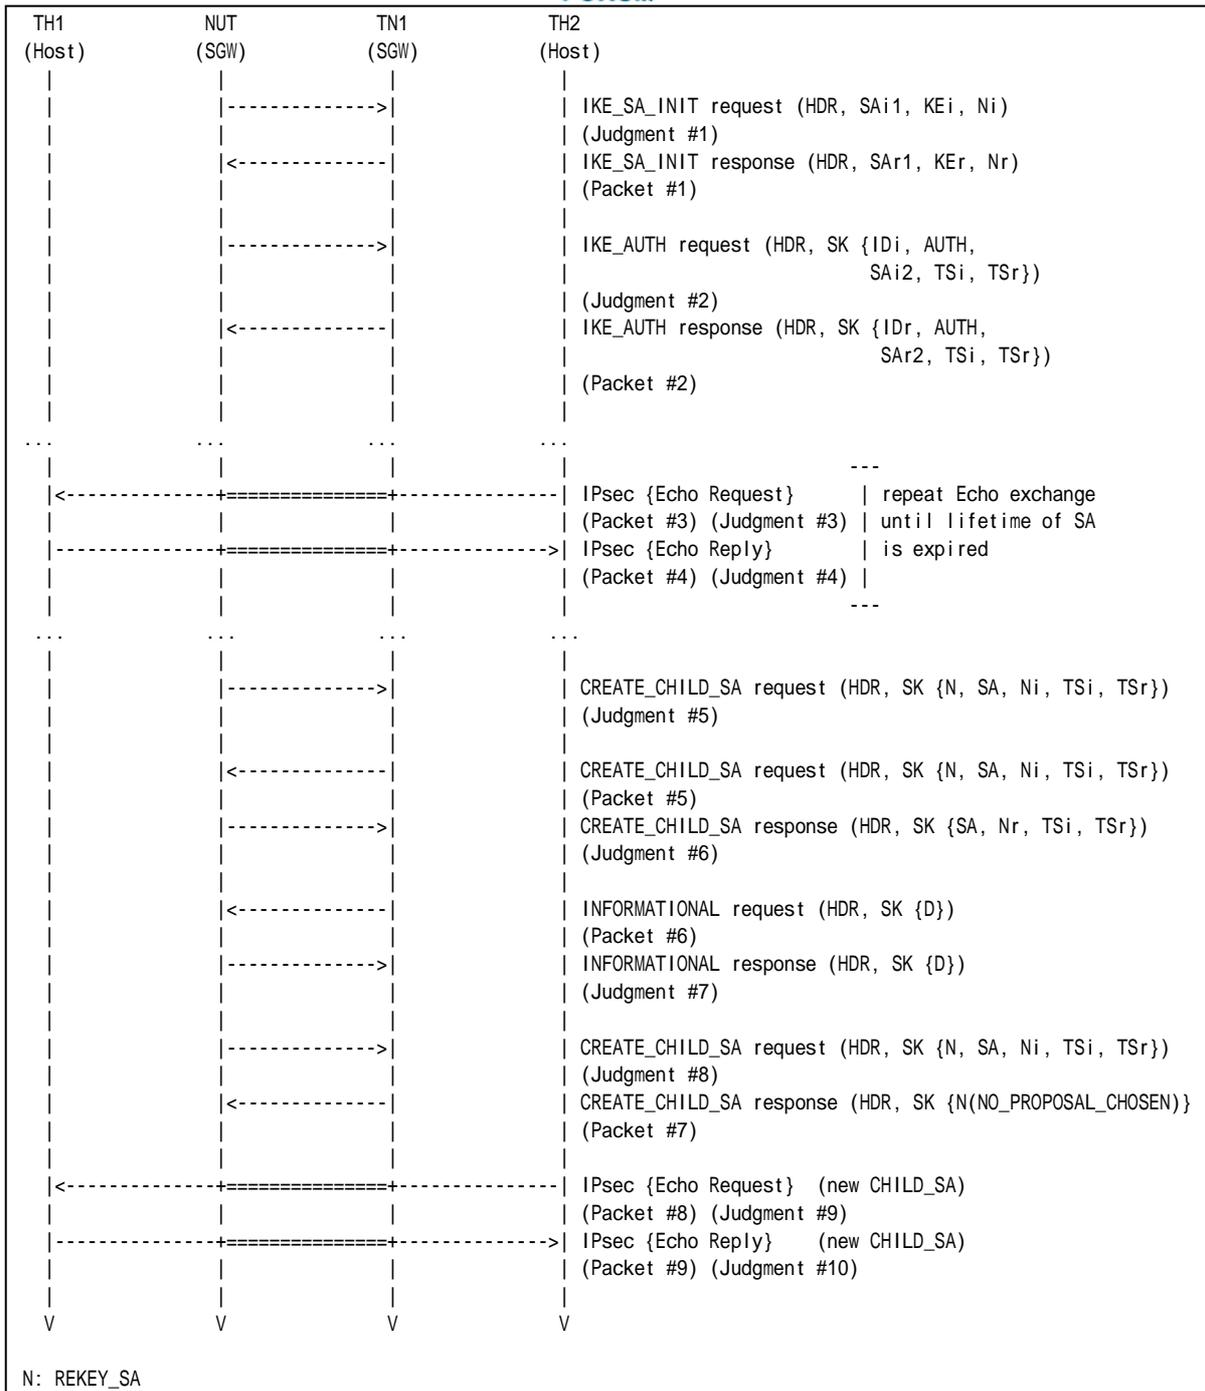 TH1 NUT TN1 TH2
(Host) (SGW) (SGW) (Host)
| | | |
|-------------->| | IKE_SA_INIT request (HDR, SAi1, KEi, Ni)
(Judgment #1)
|<--------------| | IKE_SA_INIT response (HDR, SAr1, KEr, Nr)
(Packet #1)
|-------------->| | IKE_AUTH request (HDR, SK {IDi, AUTH,
SAi2, TSi, TSr})
(Judgment #2)
|<--------------| | IKE_AUTH response (HDR, SK {IDr, AUTH,
SAr2, TSi, TSr})
(Packet #2)
... ... ... ...
---
|<--------------+===============+---------------| IPsec {Echo Request} | repeat Echo exchange
(Packet #3) (Judgment #3) | until lifetime of SA
|---------------+===============+-------------->| IPsec {Echo Reply} | is expired
(Packet #4) (Judgment #4) |
---
... ... ... ...
|-------------->| | CREATE_CHILD_SA request (HDR, SK {N, SA, Ni, TSi, TSr})
(Judgment #5)
|<--------------| | CREATE_CHILD_SA request (HDR, SK {N, SA, Ni, TSi, TSr})
(Packet #5)
|-------------->| | CREATE_CHILD_SA response (HDR, SK {SA, Nr, TSi, TSr})
(Judgment #6)
|<--------------| | INFORMATIONAL request (HDR, SK {D})
(Packet #6)
|-------------->| | INFORMATIONAL response (HDR, SK {D})
(Judgment #7)
|-------------->| | CREATE_CHILD_SA request (HDR, SK {N, SA, Ni, TSi, TSr})
(Judgment #8)
|<--------------| | CREATE_CHILD_SA response (HDR, SK {N(NO_PROPOSAL_CHOSEN)}
(Packet #7)
|<--------------+===============+---------------| IPsec {Echo Request} (new CHILD_SA)
(Packet #8) (Judgment #9)
|---------------+===============+-------------->| IPsec {Echo Reply} (new CHILD_SA)
(Packet #9) (Judgment #10)
V V V V
N: REKEY_SA